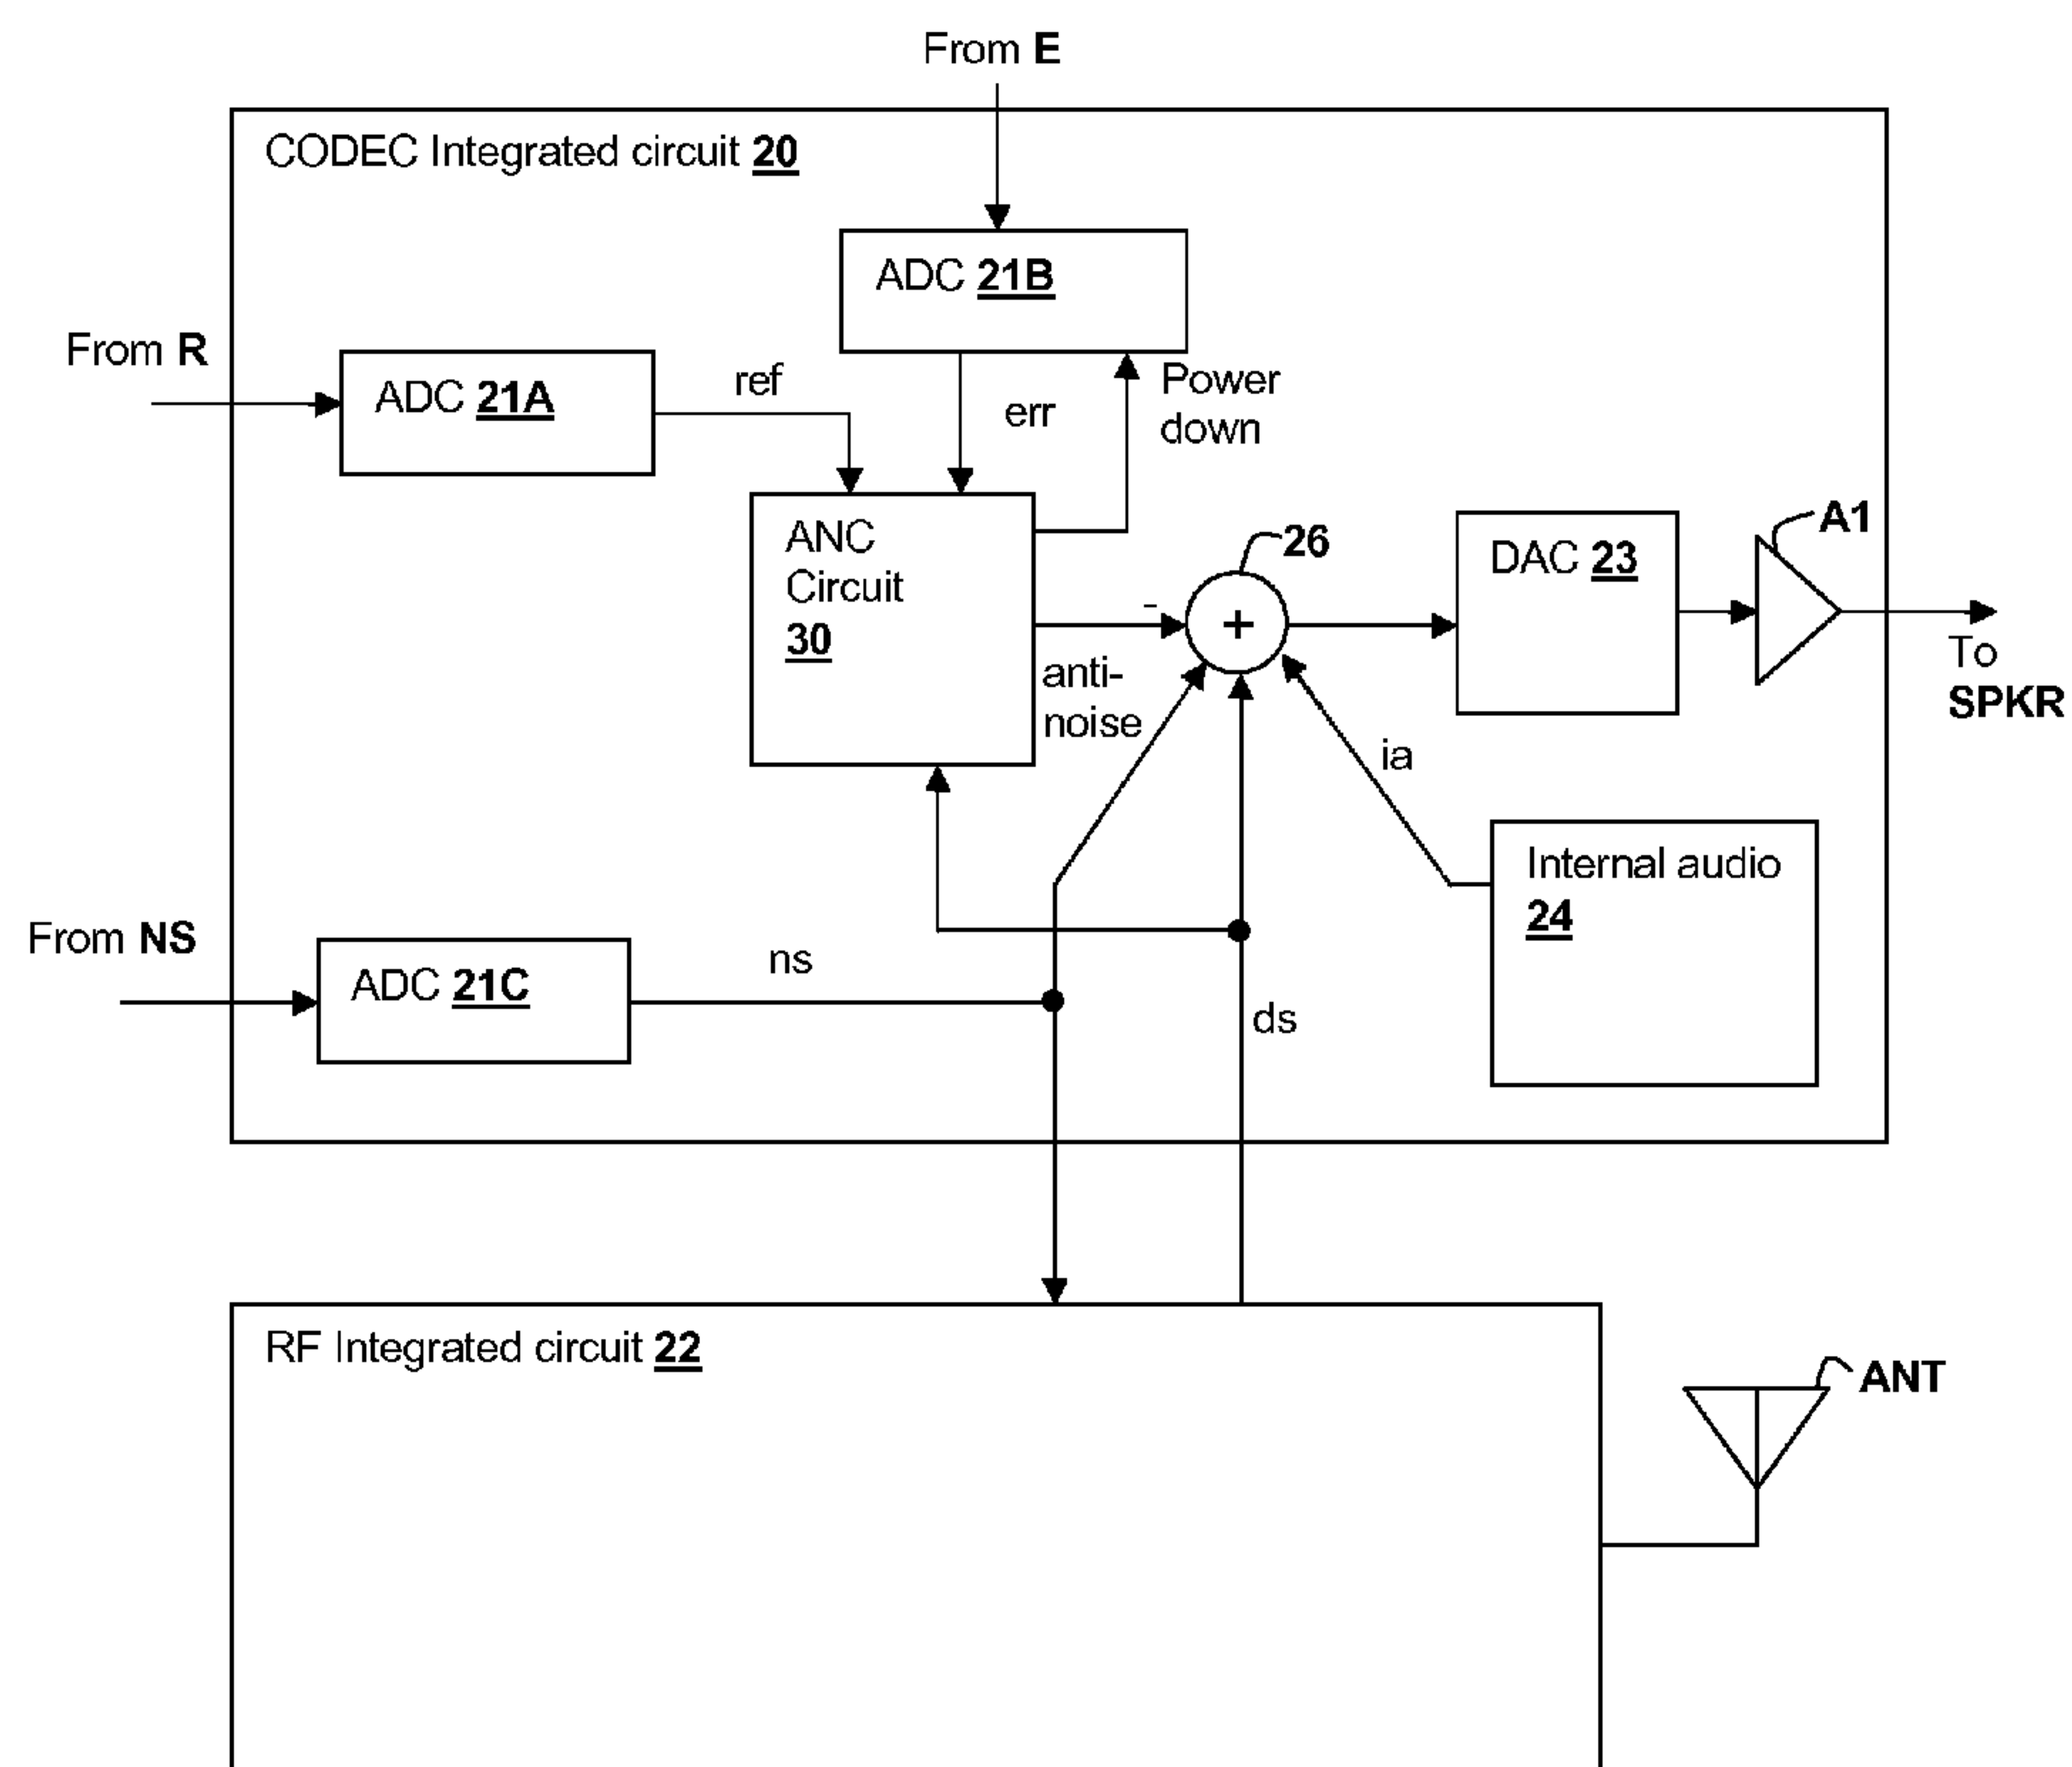 From E
CODEC Integrated circuit 20
ADC 21B
From R
ADC 21A
ref
err
Power
down
ANC
Circuit
30
-
26
+
DAC 23
A1
anti-
noise
To
SPKR
ia
Internal audio
24
From NS
ADC 21C
ns
ds
RF Integrated circuit 22
ANT